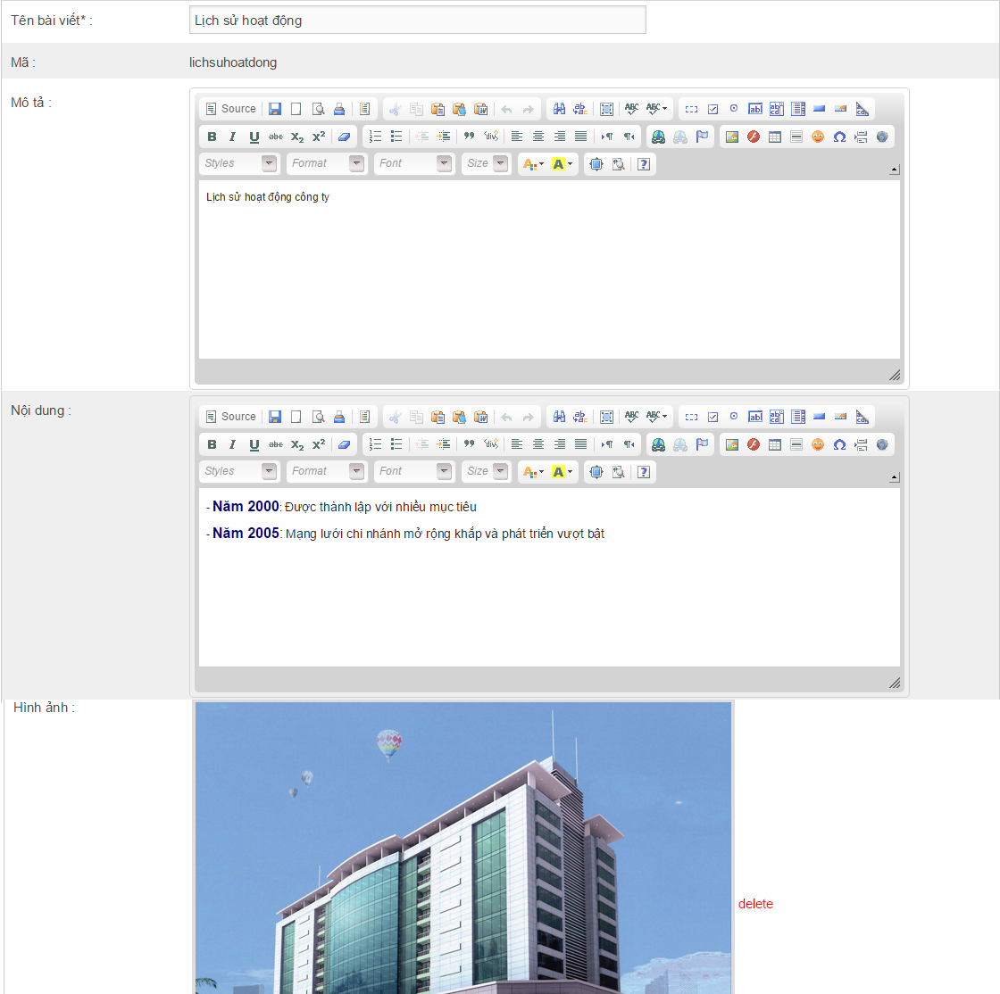 Tên bài viết* :
Lịch sử hoạt động
Mã :
lichsuhoatdong
Mô tả :
Source
Styles Format Font Size
Lịch sử hoạt động công ty
Nội dung :
Source
Styles Format Font Size
- Năm 2000: Được thành lập với nhiều mục tiêu
- Năm 2005: Mạng lưới chi nhánh mở rộng khắp và phát triển vượt bật
Hình ảnh :
delete